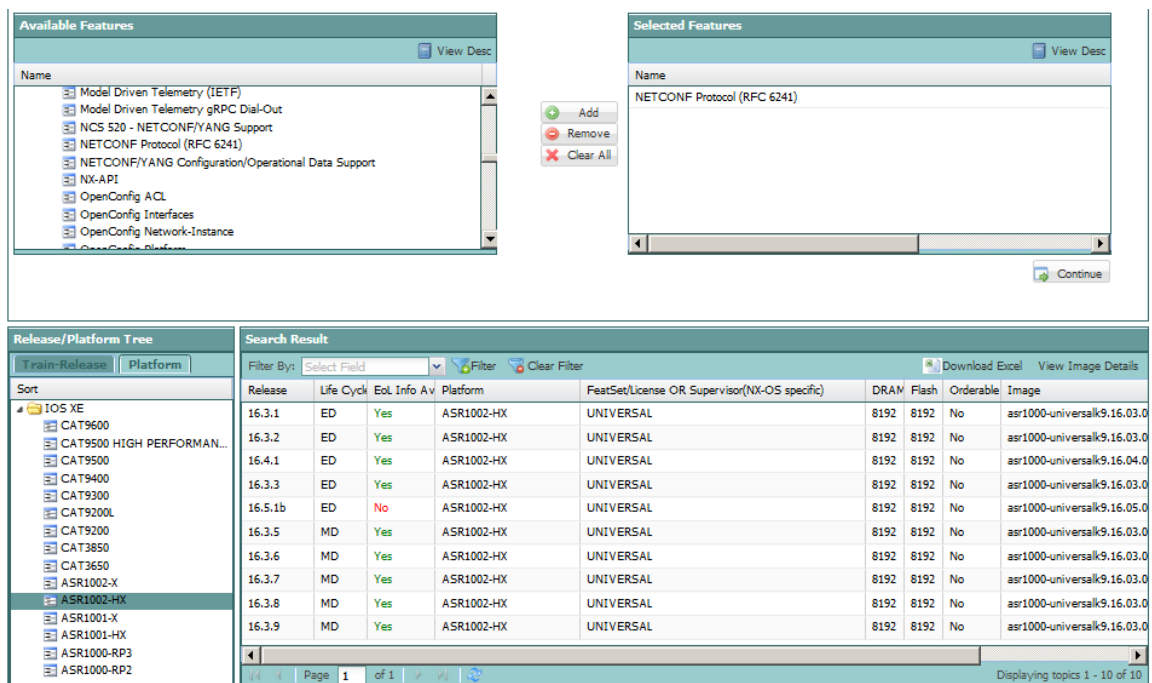 Available Features
View Desc
Name
Model Driven Telemetry (IETF)
Model Driven Telemetry gRPC Dial-Out
NCS 520 - NETCONF/YANG Support
NETCONF Protocol (RFC 6241)
NETCONF/YANG Configuration/Operational Data Support
NX-API
OpenConfig ACL
OpenConfig Interfaces
OpenConfig Network-Instance
OpenConfig Platform
Add
Remove
Clear All
Selected Features
View Desc
Name
NETCONF Protocol (RFC 6241)
Continue
Release/Platform Tree
Train-Release Platform
Sort
IOS XE
CAT9600
CAT9500 HIGH PERFORMAN...
CAT9500
CAT9400
CAT9300
CAT9200L
CAT9200
CAT3850
CAT3650
ASR1002-X
ASR1002-HX
ASR1001-X
ASR1001-HX
ASR1000-RP3
ASR1000-RP2
Search Result
Filter By: Select Field Filter Clear Filter Download Excel View Image Details
Release Life Cycle EoL Info Av Platform FeatSet/License OR Supervisor(NX-OS specific) DRAM Flash Orderable Image
16.3.1 ED Yes ASR1002-HX UNIVERSAL 8192 8192 No asr1000-universalk9.16.03.0
16.3.2 ED Yes ASR1002-HX UNIVERSAL 8192 8192 No asr1000-universalk9.16.03.0
16.4.1 ED Yes ASR1002-HX UNIVERSAL 8192 8192 No asr1000-universalk9.16.04.0
16.3.3 ED Yes ASR1002-HX UNIVERSAL 8192 8192 No asr1000-universalk9.16.03.0
16.5.1b ED No ASR1002-HX UNIVERSAL 8192 8192 No asr1000-universalk9.16.05.0
16.3.5 MD Yes ASR1002-HX UNIVERSAL 8192 8192 No asr1000-universalk9.16.03.0
16.3.6 MD Yes ASR1002-HX UNIVERSAL 8192 8192 No asr1000-universalk9.16.03.0
16.3.7 MD Yes ASR1002-HX UNIVERSAL 8192 8192 No asr1000-universalk9.16.03.0
16.3.8 MD Yes ASR1002-HX UNIVERSAL 8192 8192 No asr1000-universalk9.16.03.0
16.3.9 MD Yes ASR1002-HX UNIVERSAL 8192 8192 No asr1000-universalk9.16.03.0
Page 1 of 1 Displaying topics 1 - 10 of 10